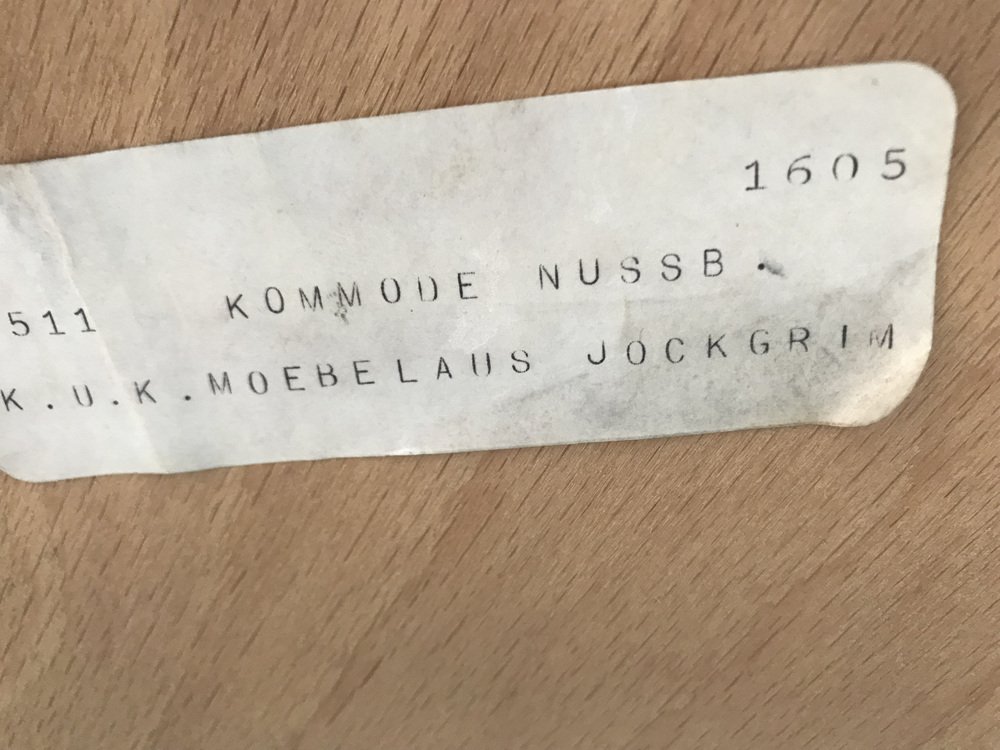 1605
511 KOMMODE NUSSB.
K.U.K.MOEBELAUS JOCKGRIM